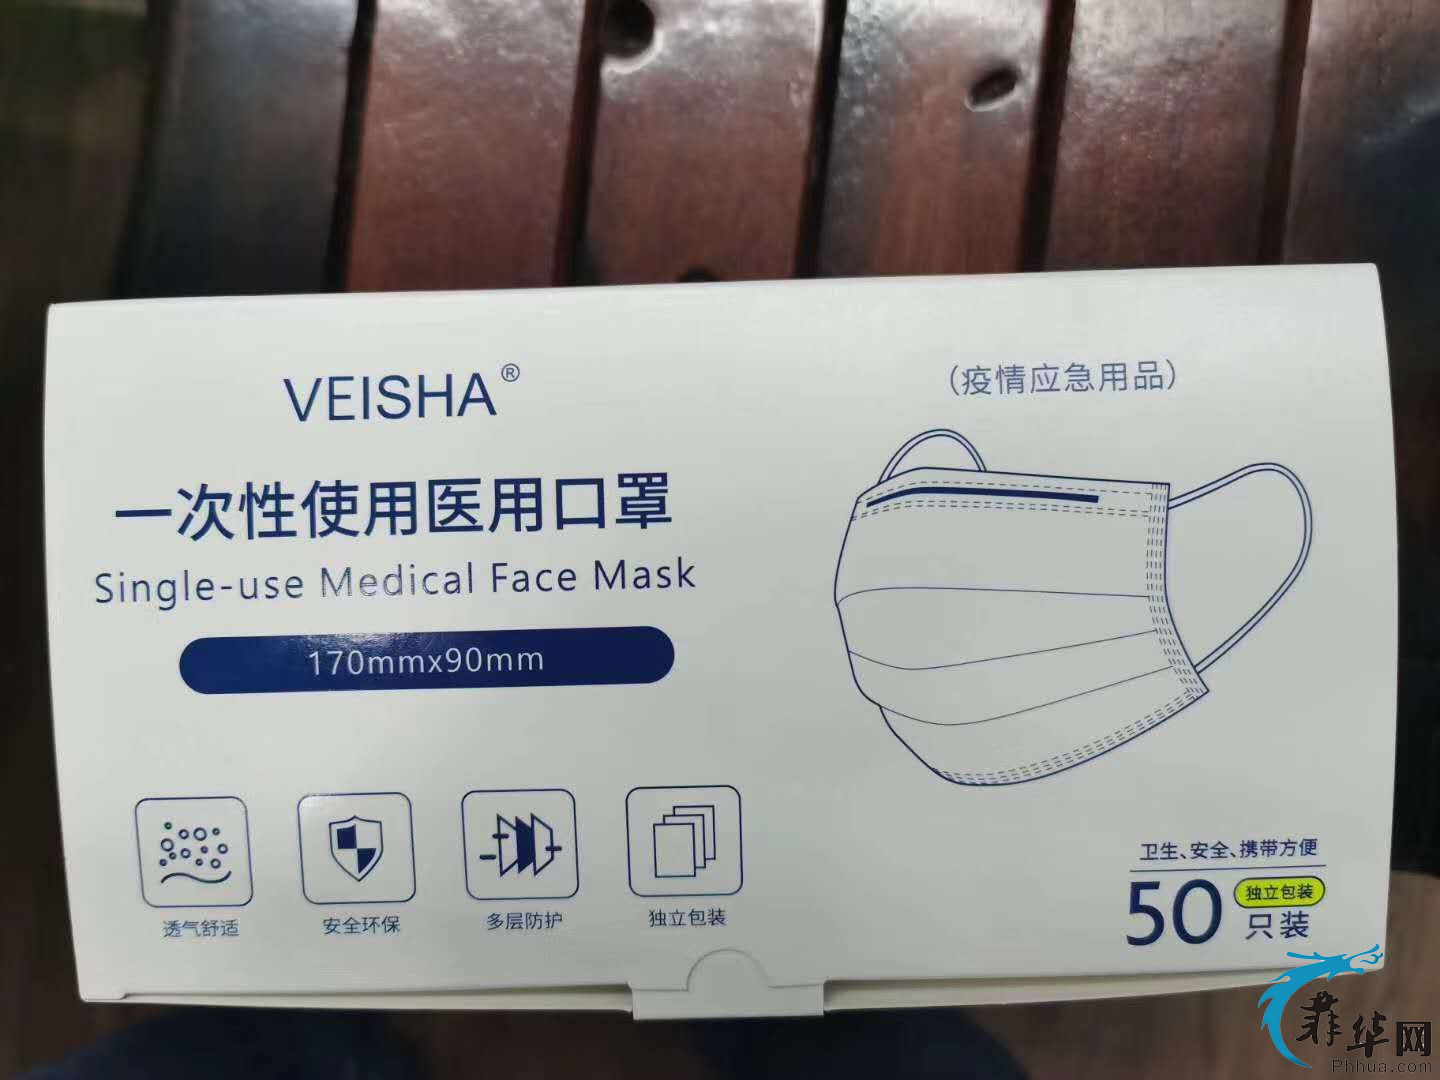 VEISHA®
一次性使用医用口罩
Single-use Medical Face Mask
170mmx90mm
透气舒适
安全环保
多层防护
独立包装
(疫情应急用品)
卫生、安全、携带方便
50
独立包装
只装
菲华网
Phhua.com